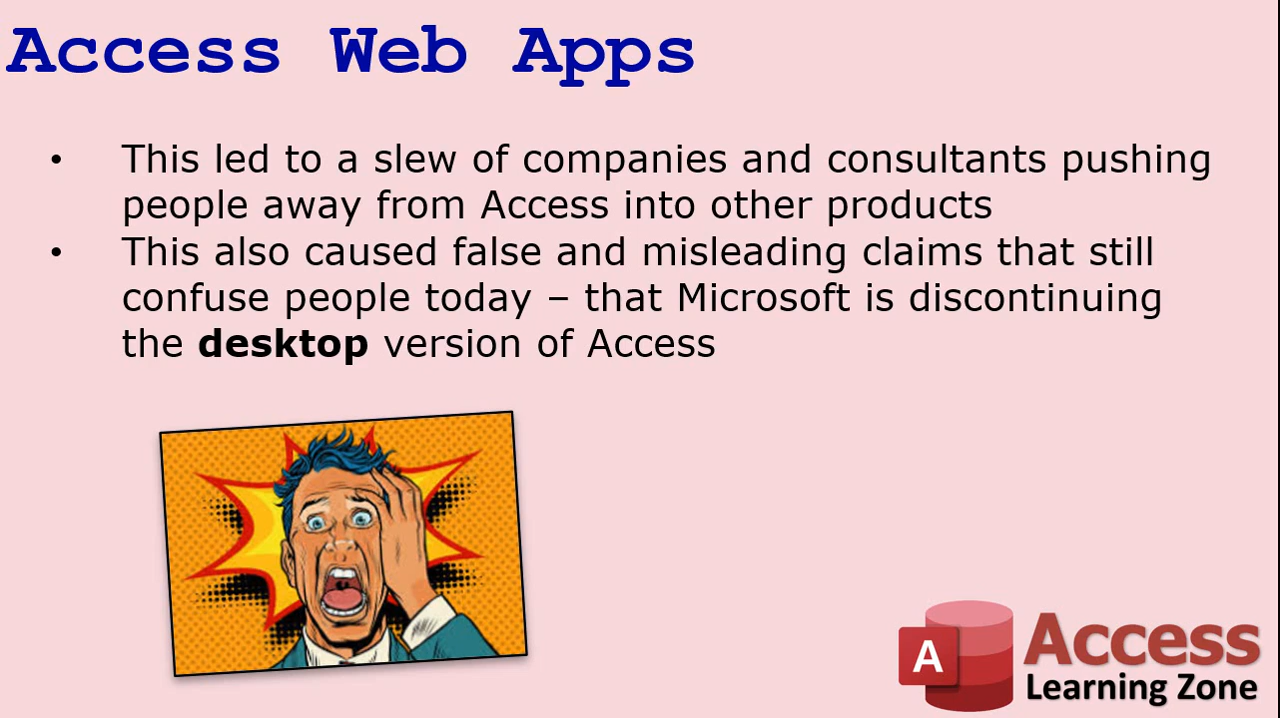 Access Web Apps
• This led to a slew of companies and consultants pushing
people away from Access into other products
• This also caused false and misleading claims that still
confuse people today – that Microsoft is discontinuing
the desktop version of Access
A
Access
Learning Zone